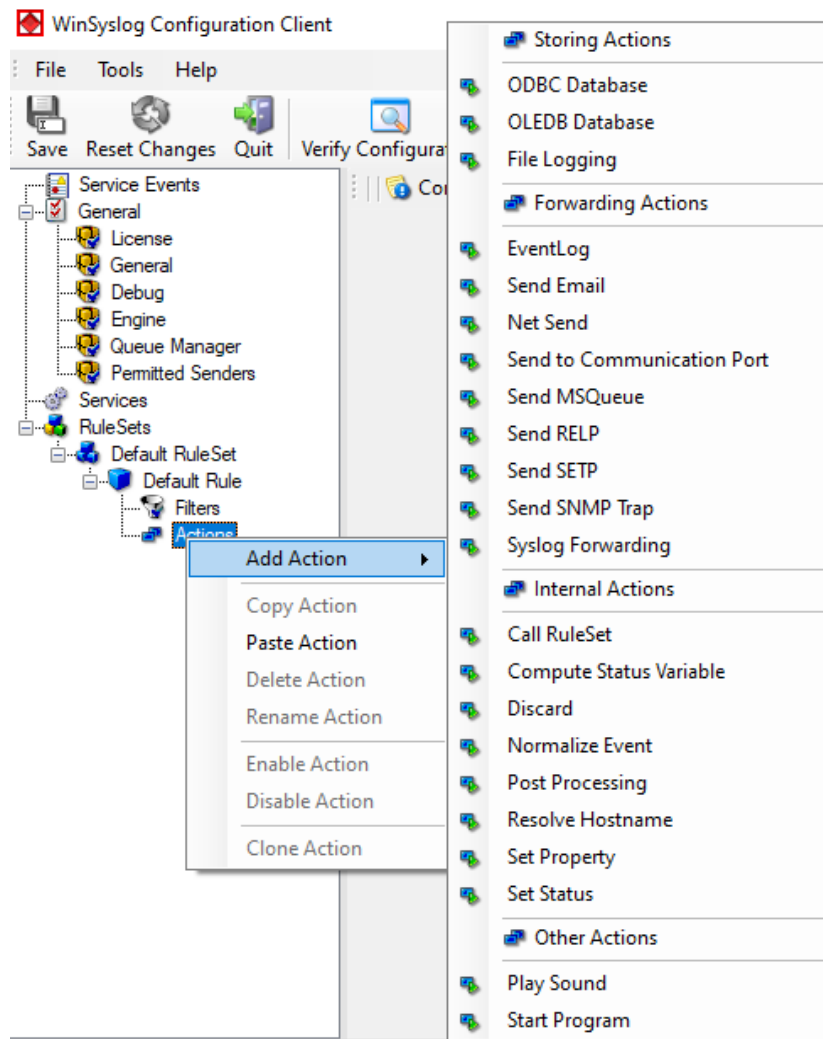 WinSyslog Configuration Client
File Tools Help
Save Reset Changes Quit Verify
Service Events
General
License
General
Debug
Engine
Queue Manager
Permitted Senders
Services
RuleSets
Default RuleSet
Default Rule
Filters
Actions
Add Action
Copy Action
Paste Action
Delete Action
Rename Action
Enable Action
Disable Action
Clone Action
Storing Actions
ODBC Database
OLEDB Database
File Logging
Forwarding Actions
EventLog
Send Email
Net Send
Send to Communication Port
Send MSQueue
Send RELP
Send SETP
Send SNMP Trap
Syslog Forwarding
Internal Actions
Call RuleSet
Compute Status Variable
Discard
Normalize Event
Post Processing
Resolve Hostname
Set Property
Set Status
Other Actions
Play Sound
Start Program